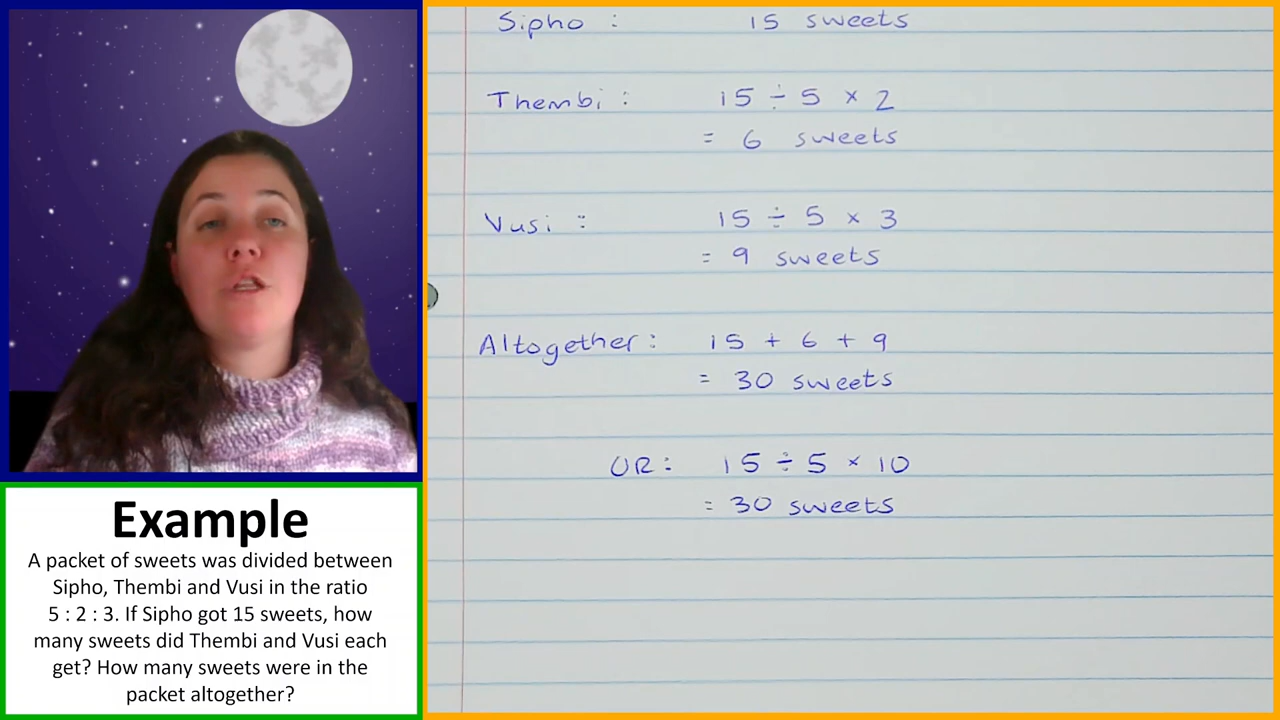 Example
A packet of sweets was divided between
Sipho, Thembi and Vusi in the ratio
5 : 2 : 3. If Sipho got 15 sweets, how
many sweets did Thembi and Vusi each
get? How many sweets were in the
packet altogether?
Sipho : 15 sweets
Thembi : 15 ÷ 5 × 2
= 6 sweets
Vusi : 15 ÷ 5 × 3
= 9 sweets
Altogether : 15 + 6 + 9
= 30 sweets
OR : 15 ÷ 5 × 10
= 30 sweets